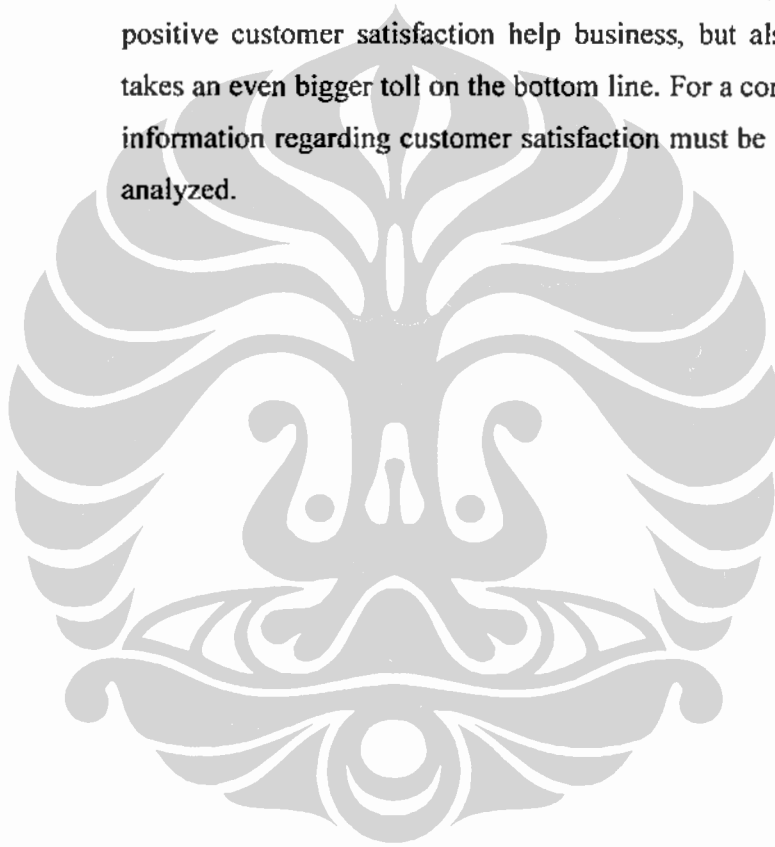 positive customer satisfaction help business, but als
takes an even bigger toll on the bottom line. For a cor
information regarding customer satisfaction must be
analyzed.